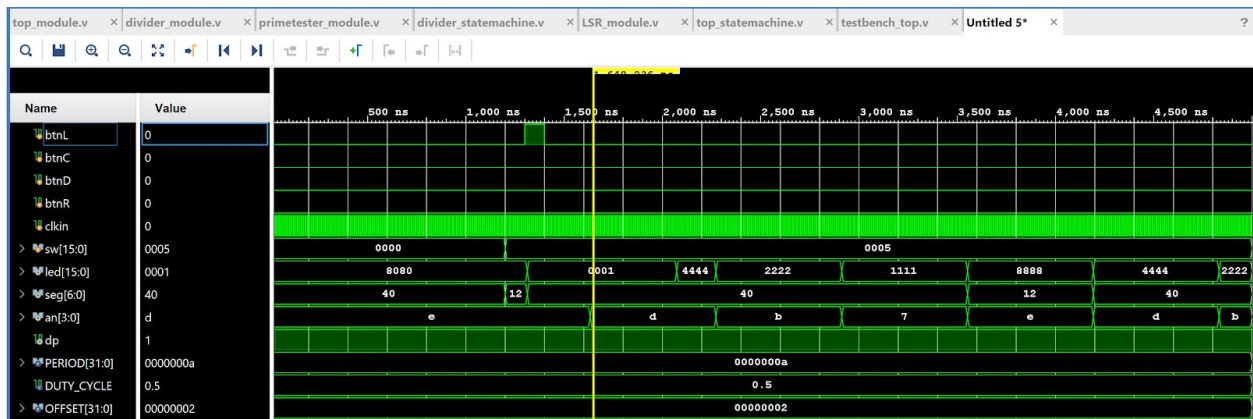 top_module.v × divider_module.v × primetester_module.v × divider_statemachine.v × LSR_module.v × top_statemachine.v × testbench_top.v × Untitled 5* × ?
Name Value 500 ns 1,000 ns 1,500 ns 2,000 ns 2,500 ns 3,000 ns 3,500 ns 4,000 ns 4,500 ns
btnL 0
btnC 0
btnD 0
btnR 0
clkin 0
sw[15:0] 0005 0000 0005
led[15:0] 0001 8080 0001 4444 2222 1111 8888 4444 2222
seg[6:0] 40 40 12 40 12 40
an[3:0] d e d b 7 e d b
dp 1
PERIOD[31:0] 0000000a 0000000a
DUTY_CYCLE 0.5 0.5
OFFSET[31:0] 00000002 00000002